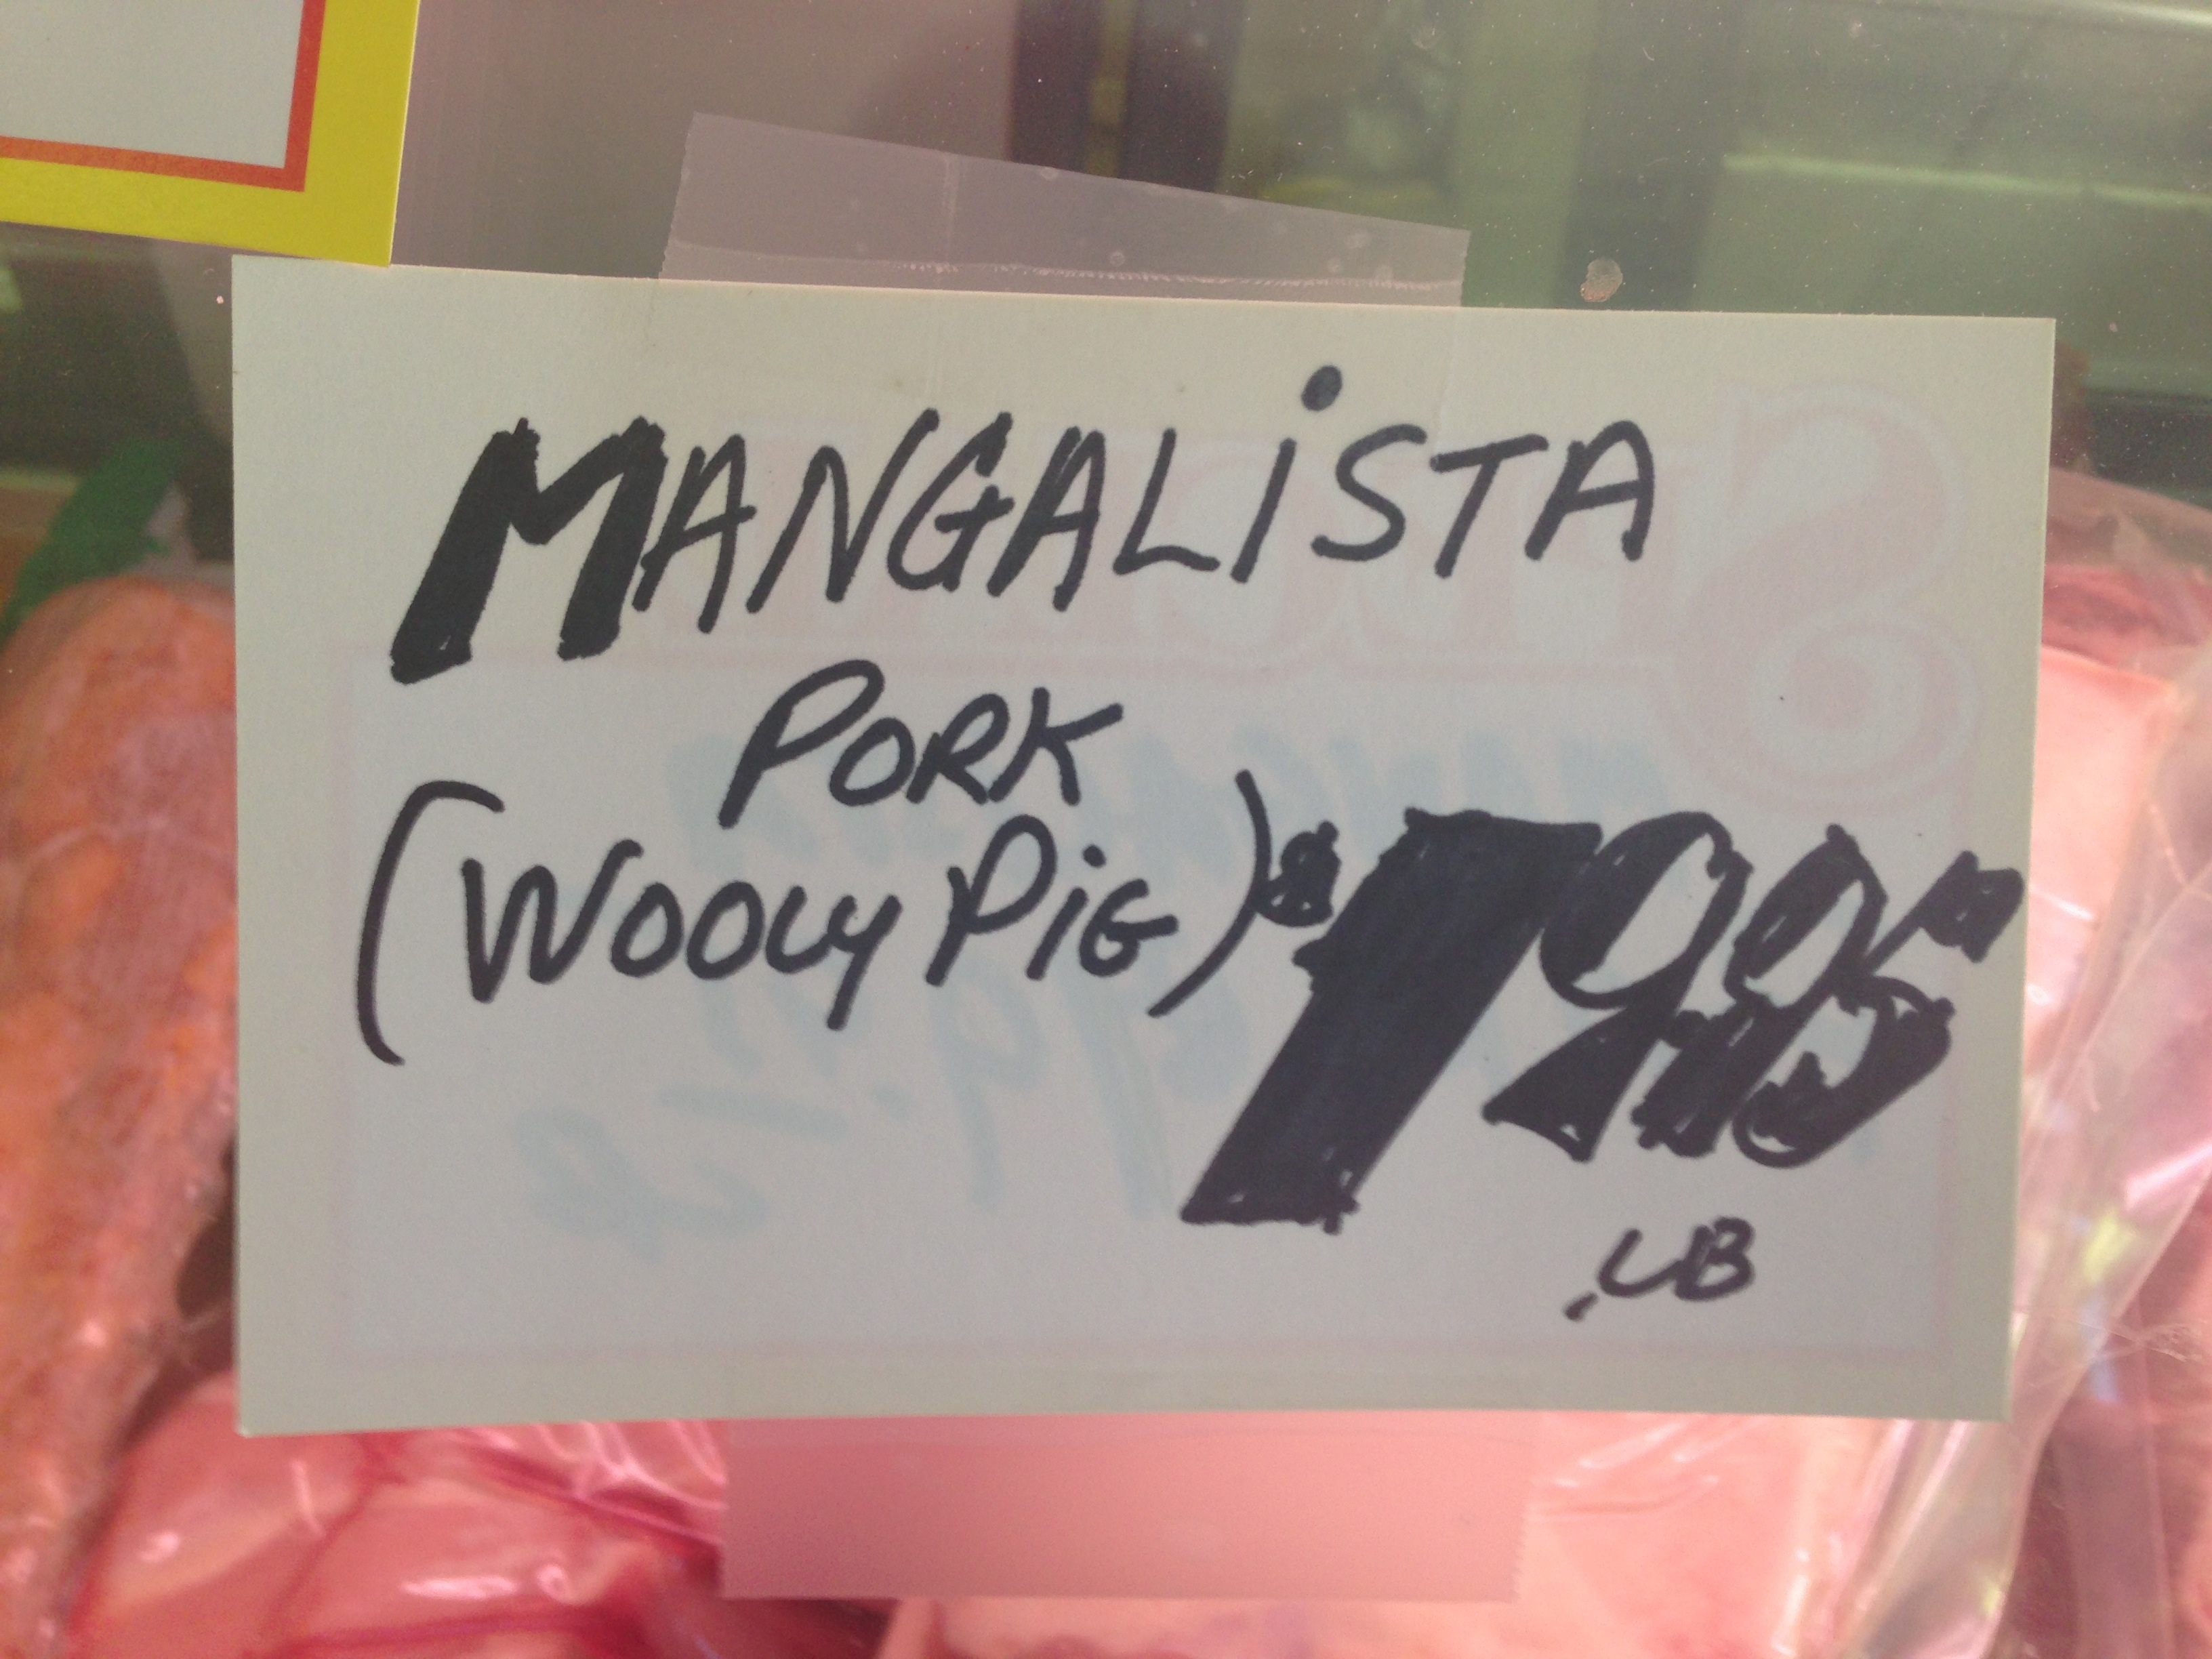 MANGALiSTA
PORK
(WOOLY PiG) $7 95
LB